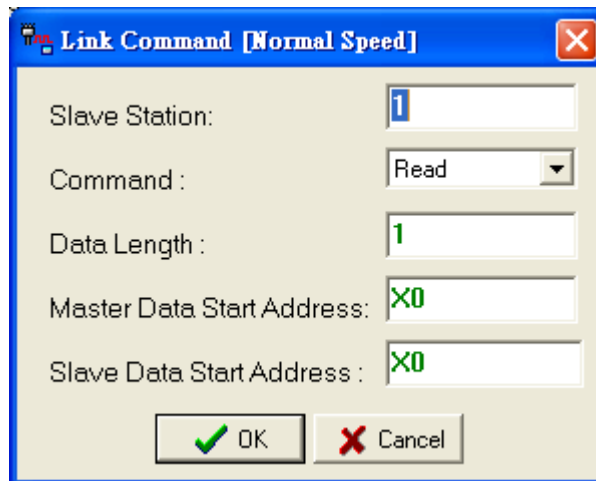 Link Command [Normal Speed]
Slave Station: 1
Command : Read
Data Length : 1
Master Data Start Address: X0
Slave Data Start Address : X0
OK Cancel